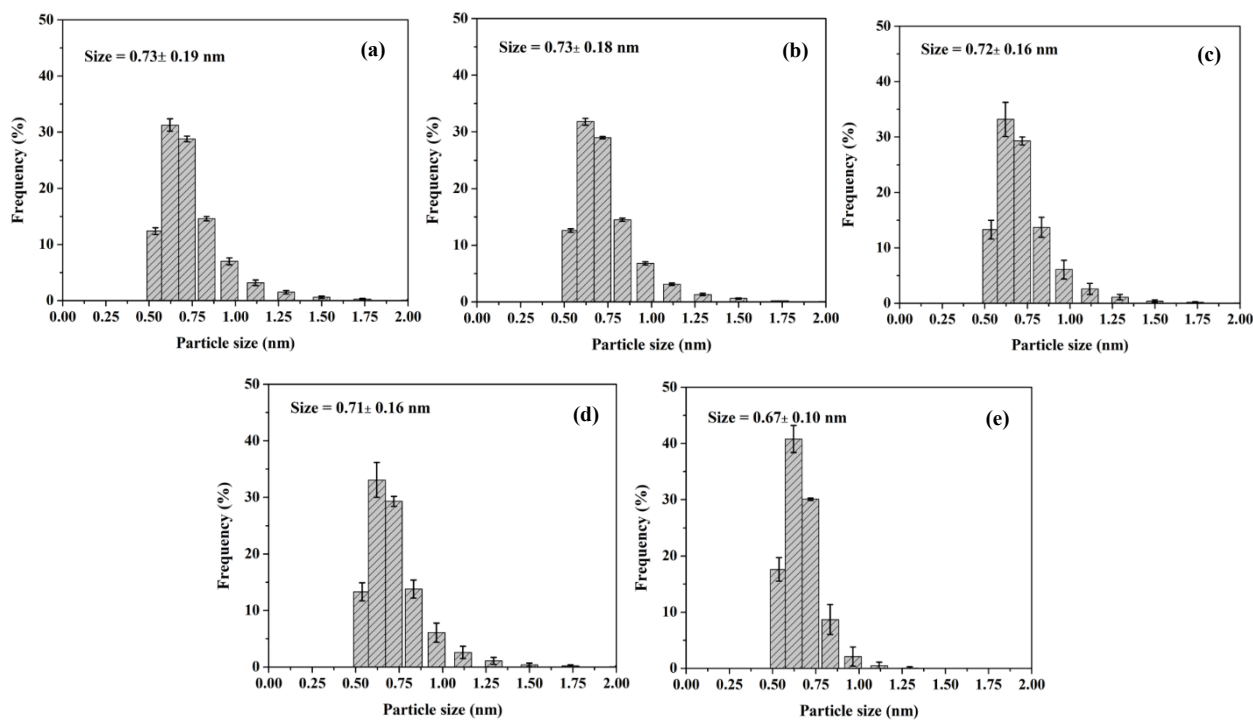 Size = 0.73± 0.19 nm
(a)
Frequency (%)
50
40
30
20
10
0
0.00 0.25 0.50 0.75 1.00 1.25 1.50 1.75 2.00
Particle size (nm)
Size = 0.73± 0.18 nm
(b)
Frequency (%)
50
40
30
20
10
0
0.00 0.25 0.50 0.75 1.00 1.25 1.50 1.75 2.00
Particle size (nm)
Size = 0.72± 0.16 nm
(c)
Frequency (%)
50
40
30
20
10
0
0.00 0.25 0.50 0.75 1.00 1.25 1.50 1.75 2.00
Particle size (nm)
Size = 0.71± 0.16 nm
(d)
Frequency (%)
50
40
30
20
10
0
0.00 0.25 0.50 0.75 1.00 1.25 1.50 1.75 2.00
Particle size (nm)
Size = 0.67± 0.10 nm
(e)
Frequency (%)
50
40
30
20
10
0
0.00 0.25 0.50 0.75 1.00 1.25 1.50 1.75 2.00
Particle size (nm)